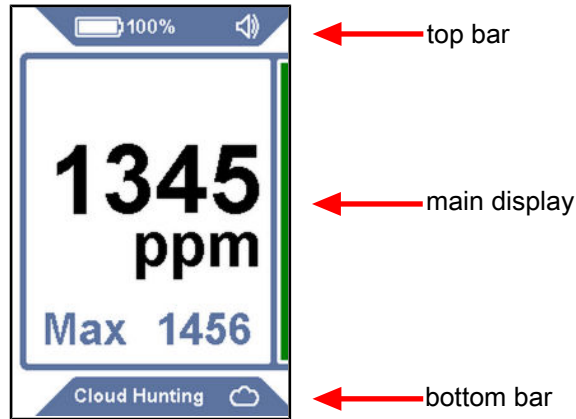 100%
top bar
1345
ppm
main display
Max 1456
Cloud Hunting
bottom bar